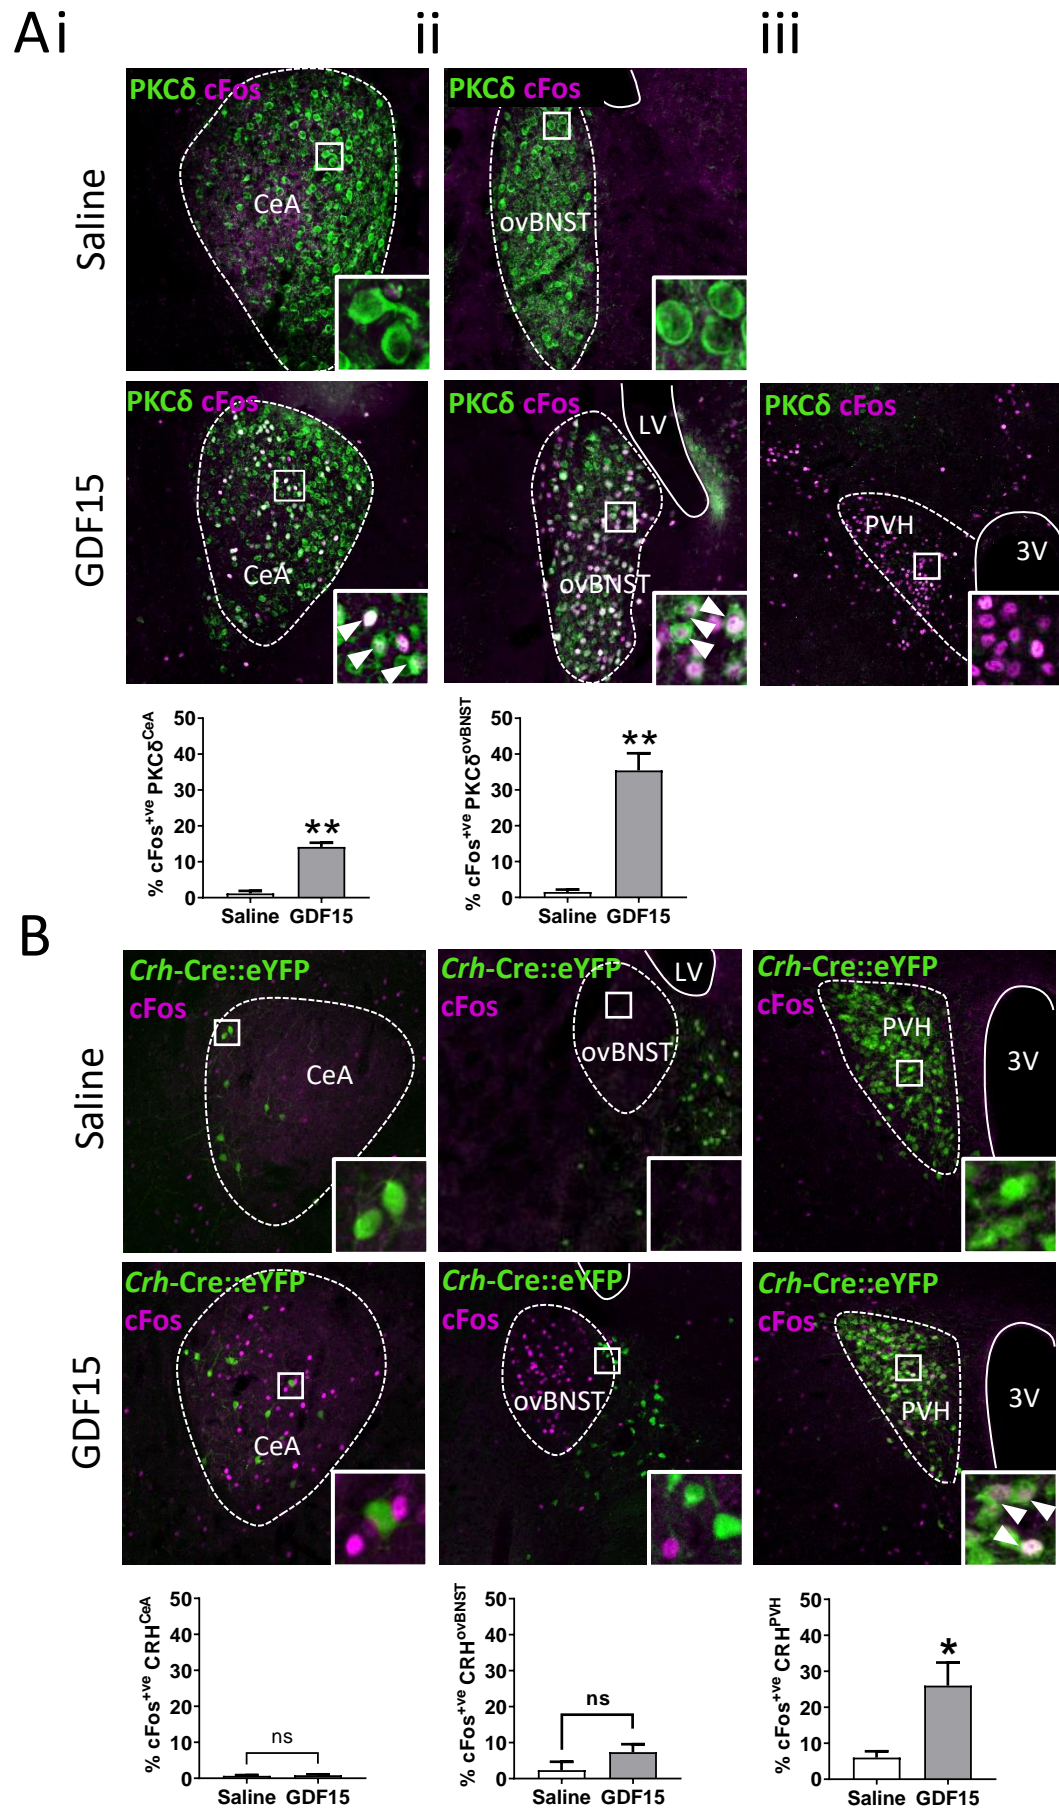 A i ii iii
Saline
PKCδ cFos
CeA
PKCδ cFos
ovBNST
GDF15
PKCδ cFos
CeA
PKCδ cFos
LV
ovBNST
PKCδ cFos
PVH
3V
% cFos+ve PKCδCeA
50
40
30
20
10
0
Saline GDF15
**
% cFos+ve PKCδovBNST
50
40
30
20
10
0
Saline GDF15
**
B
Saline
Crh-Cre::eYFP
cFos
CeA
Crh-Cre::eYFP
cFos
LV
ovBNST
Crh-Cre::eYFP
cFos
PVH
3V
GDF15
Crh-Cre::eYFP
cFos
CeA
Crh-Cre::eYFP
cFos
ovBNST
Crh-Cre::eYFP
cFos
PVH
3V
% cFos+ve CRHCeA
50
40
30
20
10
0
ns
Saline GDF15
% cFos+ve CRHovBNST
50
40
30
20
10
0
ns
Saline GDF15
% cFos+ve CRHPVH
50
40
30
20
10
0
*
Saline GDF15